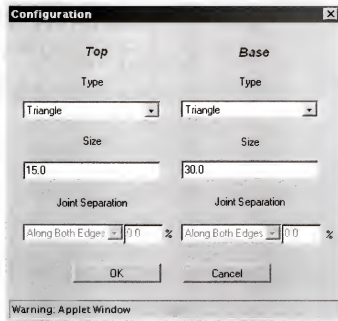 Configuration
Top Base
Type Type
Triangle Triangle
Size Size
15.0 30.0
Joint Separation Joint Separation
Along Both Edges 0.0 % Along Both Edges 0.0 %
OK Cancel
Warning: Applet Window